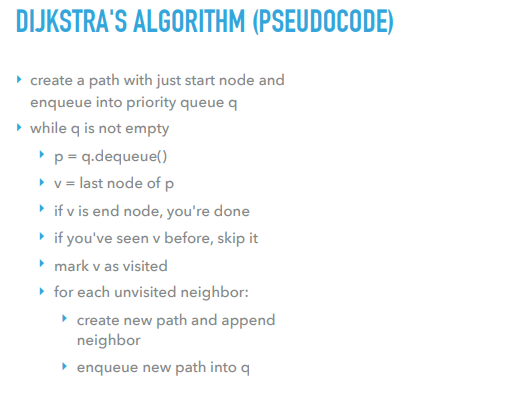 DIJKSTRA'S ALGORITHM (PSEUDOCODE)
create a path with just start node and
enqueue into priority queue q
while q is not empty
p = q.dequeue()
v = last node of p
if v is end node, you're done
if you've seen v before, skip it
mark v as visited
for each unvisited neighbor:
create new path and append
neighbor
enqueue new path into q